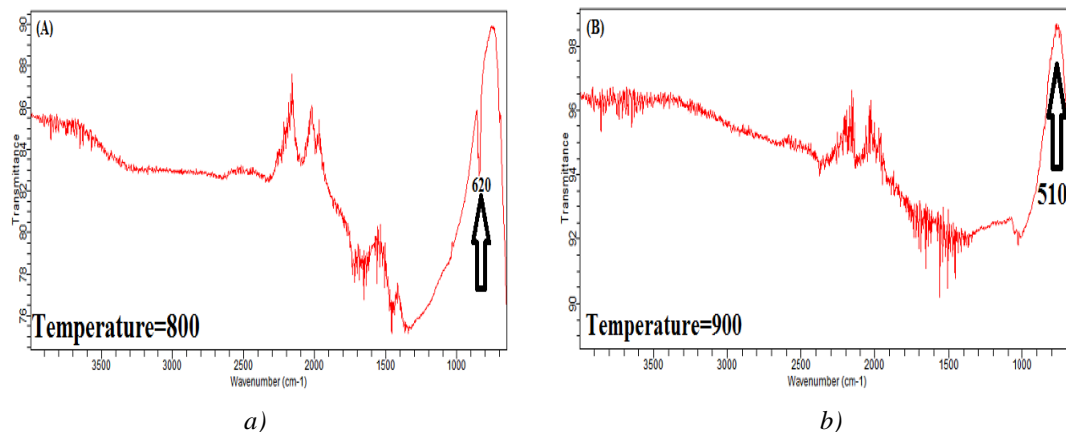 (A)
Transmittance
90
88
86
84
82
80
78
76
620
Temperature=800
3500
3000
2500
2000
1500
1000
Wavenumber (cm-1)
a)
(B)
Transmittance
98
96
94
92
90
510
Temperature=900
3500
3000
2500
2000
1500
1000
Wavenumber (cm-1)
b)